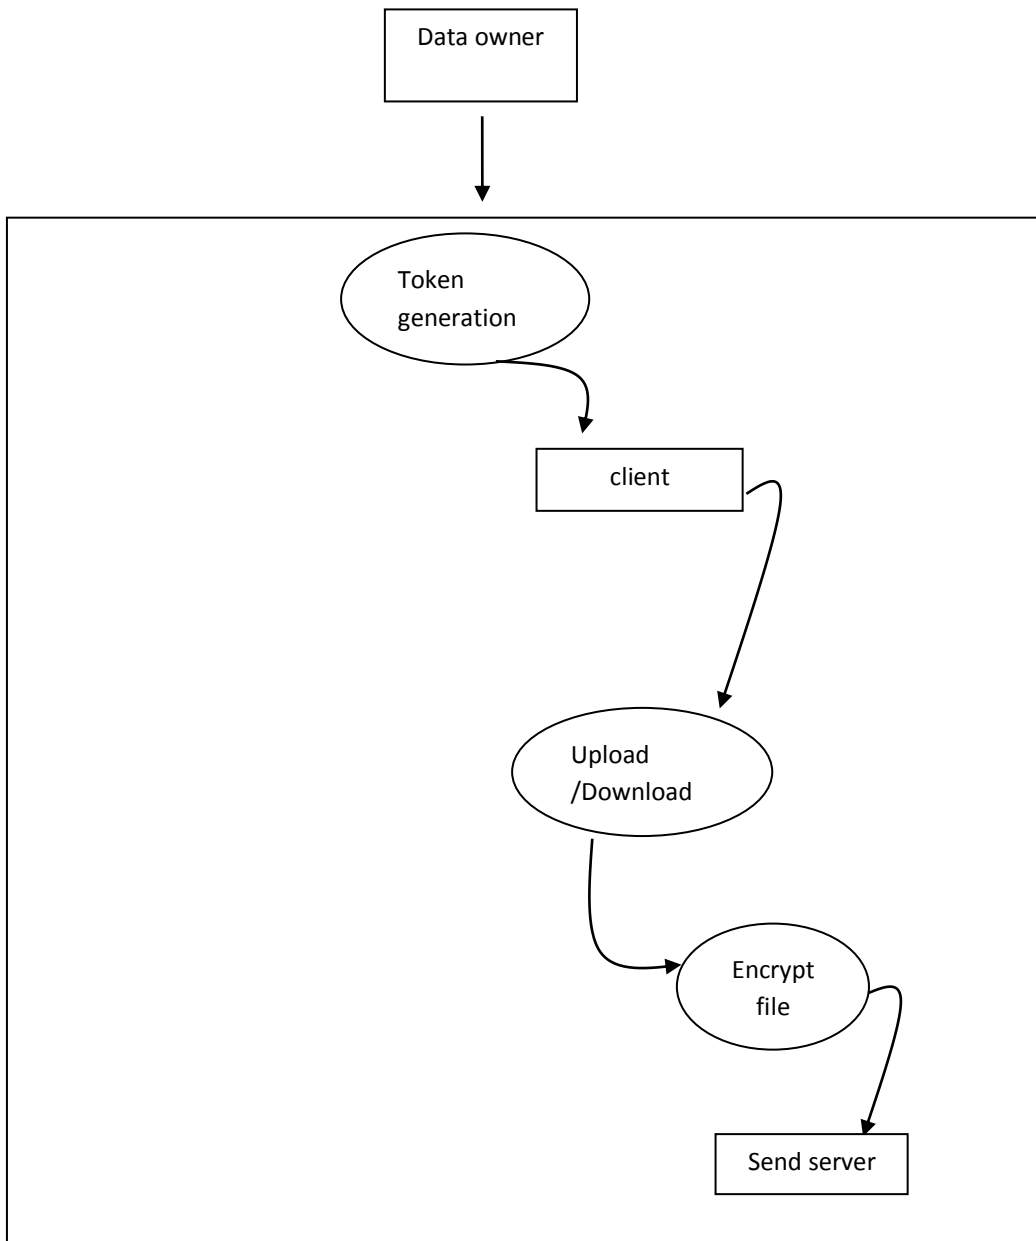 Data owner
Token
generation
client
Upload
/Download
Encrypt
file
Send server